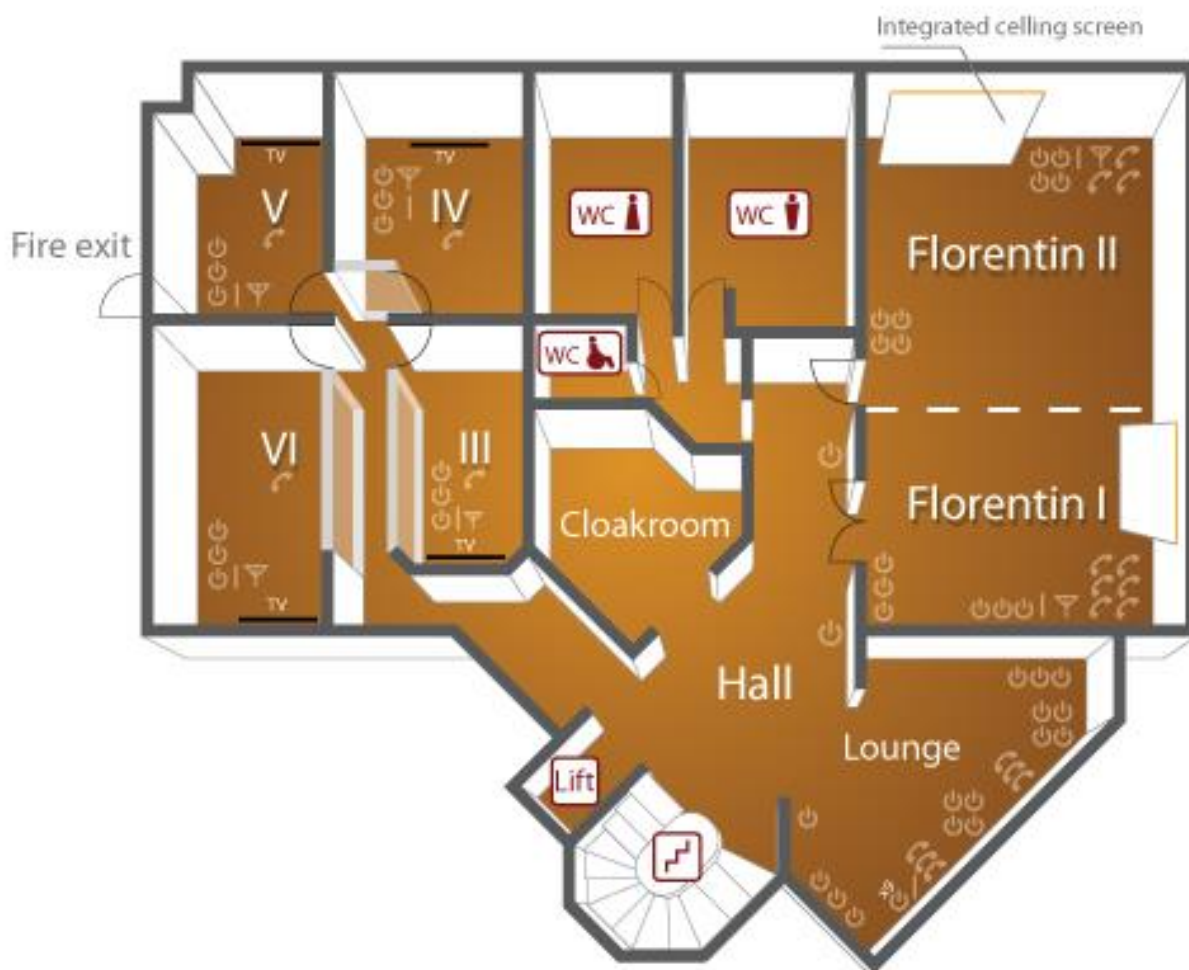 Integrated celling screen
TV
TV
V
IV
WC
WC
Florentin II
Fire exit
WC
VI
III
Florentin I
Cloakroom
TV
TV
Hall
Lounge
Lift